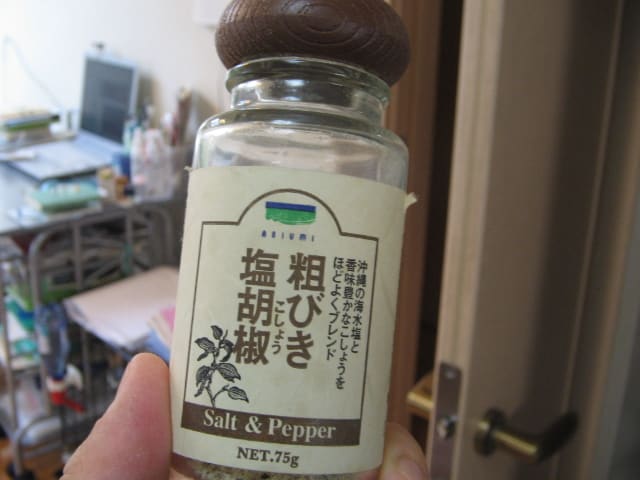 aoiumi
沖縄の海水塩と
香味豊かなこしょうを
ほどよくブレンド
粗びき
塩胡椒
こしょう
Salt & Pepper
NET.75g